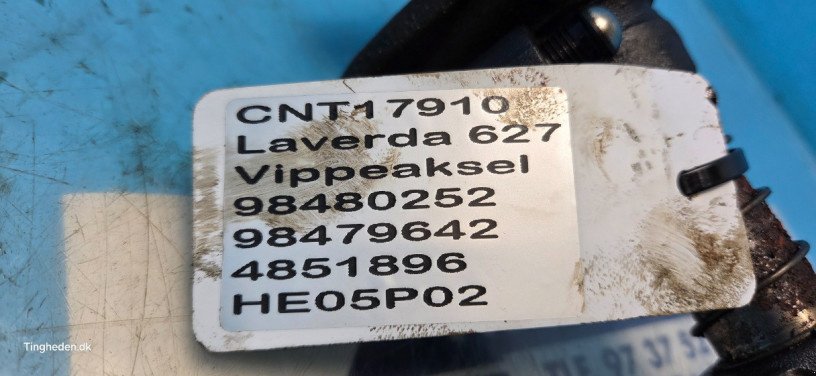 CNT17910
Laverda 627
Vippeaksel
98480252
98479642
4851896
HE05P02
Tingheden.dk